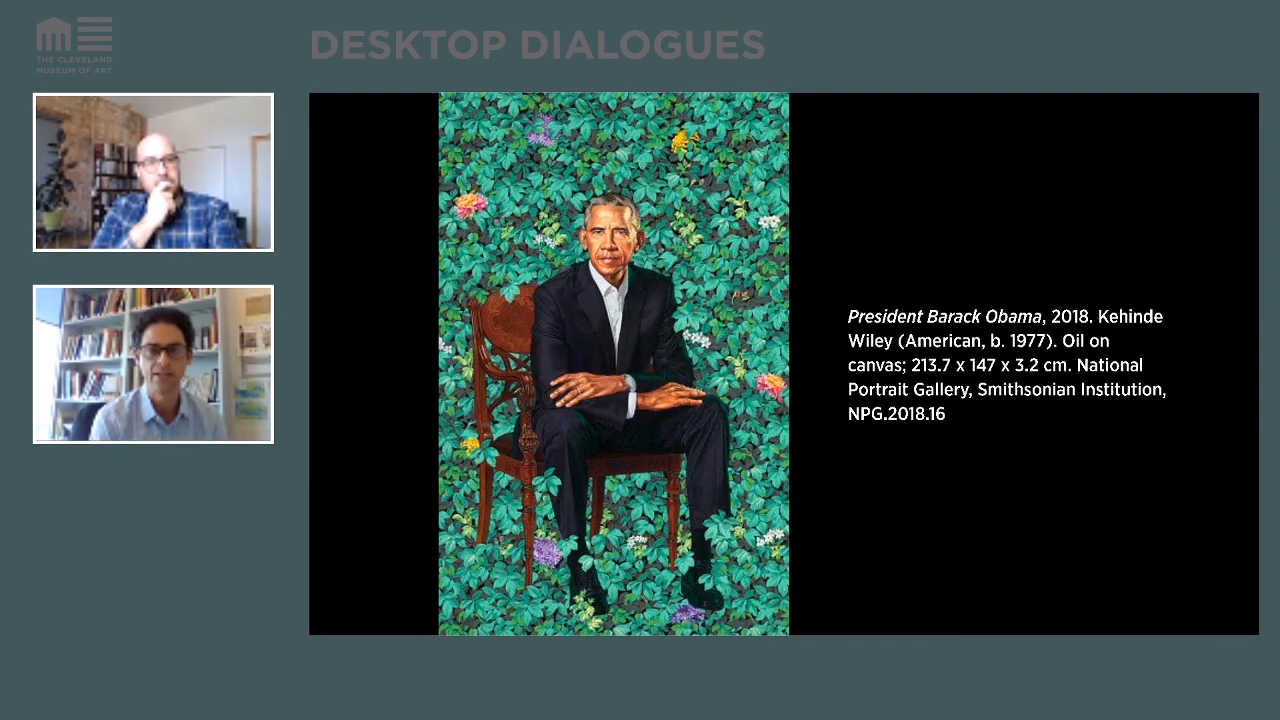 THE CLEVELAND
MUSEUM OF ART
DESKTOP DIALOGUES
President Barack Obama, 2018. Kehinde
Wiley (American, b. 1977). Oil on
canvas; 213.7 x 147 x 3.2 cm. National
Portrait Gallery, Smithsonian Institution,
NPG.2018.16